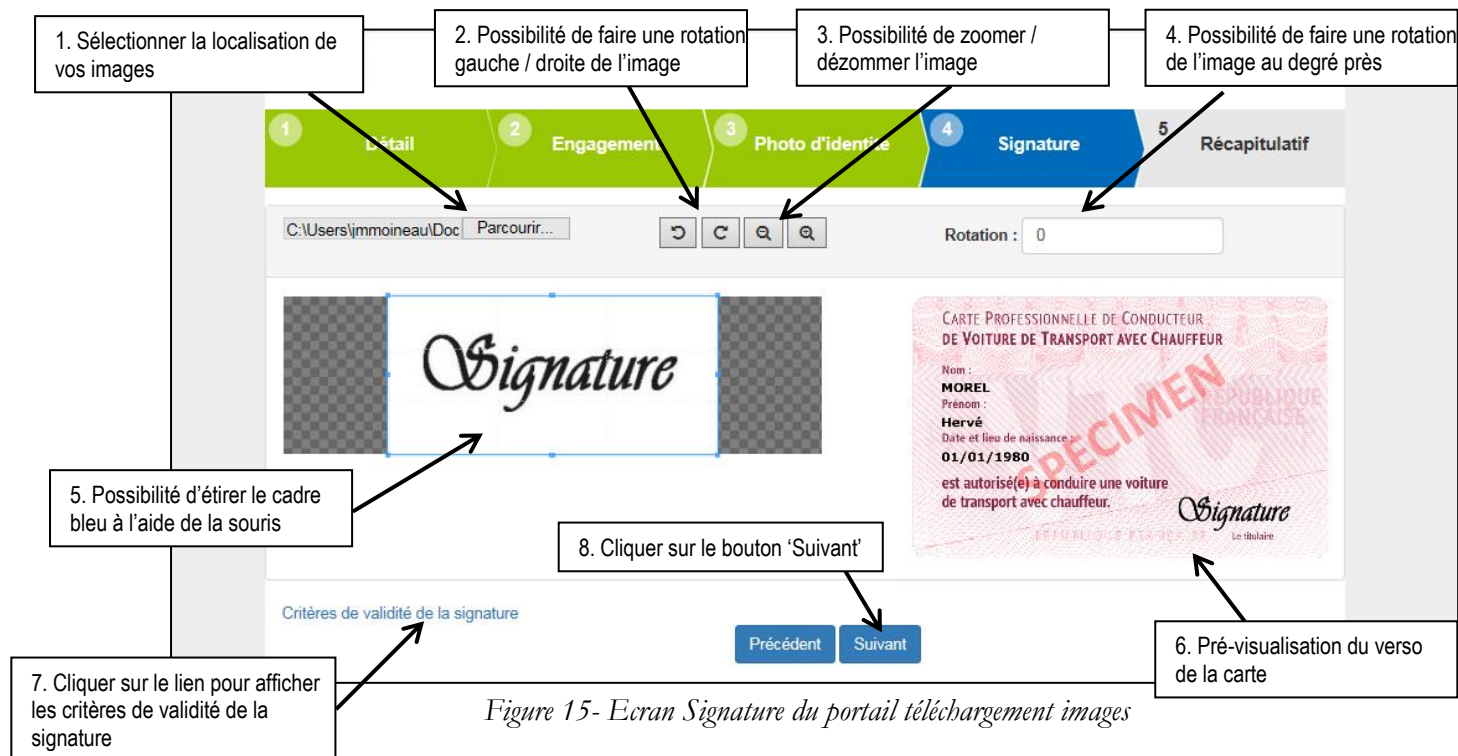 1. Sélectionner la localisation de
vos images
2. Possibilité de faire une rotation
gauche / droite de l'image
3. Possibilité de zoomer /
dézommer l'image
4. Possibilité de faire une rotation
de l'image au degré près
1 Détail
2 Engagement
3 Photo d'identité
4 Signature
5 Récapitulatif
C:\Users\jmmoineau\Doc Parcourir...
Rotation : 0
Signature
CARTE PROFESSIONNELLE DE CONDUCTEUR
DE VOITURE DE TRANSPORT AVEC CHAUFFEUR
Nom :
MOREL
Prénom :
Hervé
Date et lieu de naissance :
01/01/1980
est autorisé(e) à conduire une voiture
de transport avec chauffeur.
SPECIMEN
RÉPUBLIQUE
FRANÇAISE
Signature
Le titulaire
5. Possibilité d'étirer le cadre
bleu à l'aide de la souris
8. Cliquer sur le bouton 'Suivant'
Critères de validité de la signature
Précédent Suivant
6. Pré-visualisation du verso
de la carte
7. Cliquer sur le lien pour afficher
les critères de validité de la
signature
Figure 15- Ecran Signature du portail téléchargement images